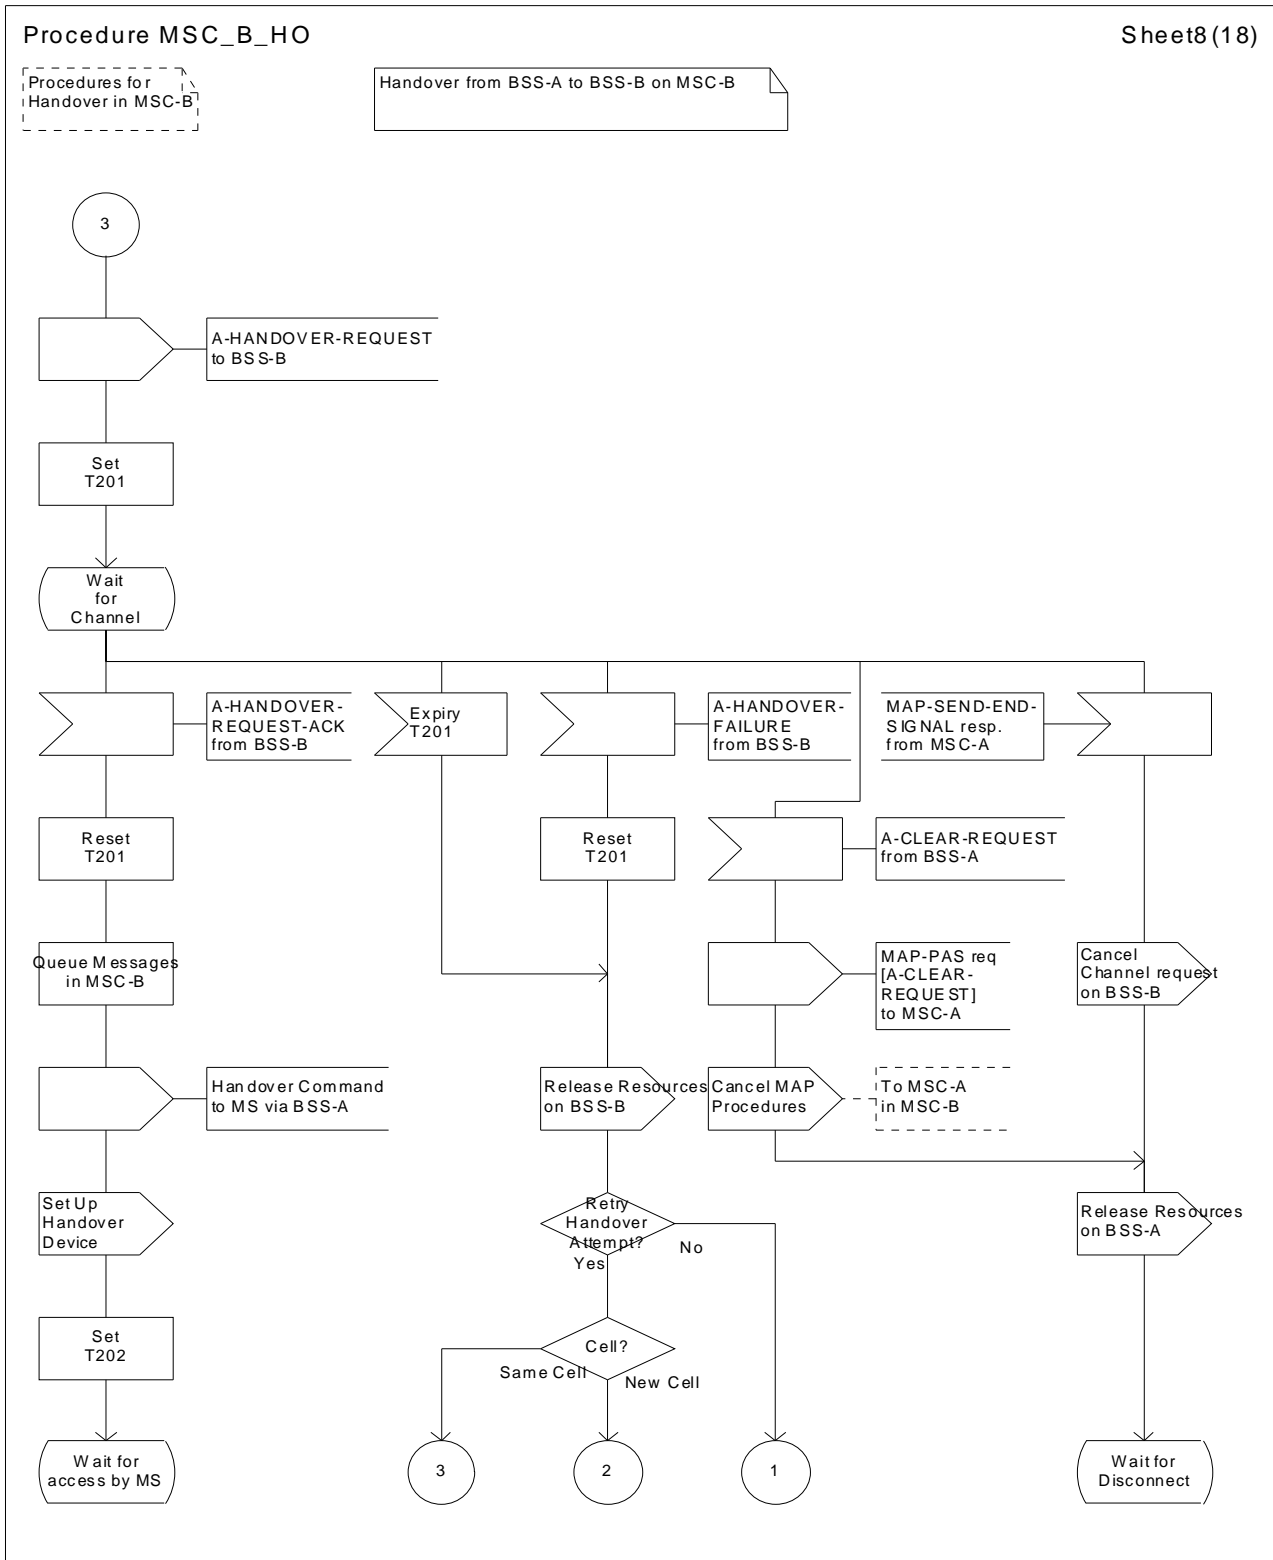 Procedure MSC_B_HO
Sheet8(18)
Procedures for
Handover in MSC-B
Handover from BSS-A to BSS-B on MSC-B
3
A-HANDOVER-REQUEST
to BSS-B
Set
T201
Wait
for
Channel
A-HANDOVER-
REQUEST-ACK
from BSS-B
Expiry
T201
A-HANDOVER-
FAILURE
from BSS-B
MAP-SEND-END-
SIGNAL resp.
from MSC-A
Reset
T201
Reset
T201
A-CLEAR-REQUEST
from BSS-A
Queue Messages
in MSC-B
MAP-PAS req
[A-CLEAR-
REQUEST]
to MSC-A
Cancel
Channel request
on BSS-B
Handover Command
to MS via BSS-A
Release Resources
on BSS-B
Cancel MAP
Procedures
To MSC-A
in MSC-B
Set Up
Handover
Device
Retry
Handover
Attempt?
No
Yes
Release Resources
on BSS-A
Set
T202
Cell?
Same Cell
New Cell
Wait for
access by MS
3
2
1
Wait for
Disconnect